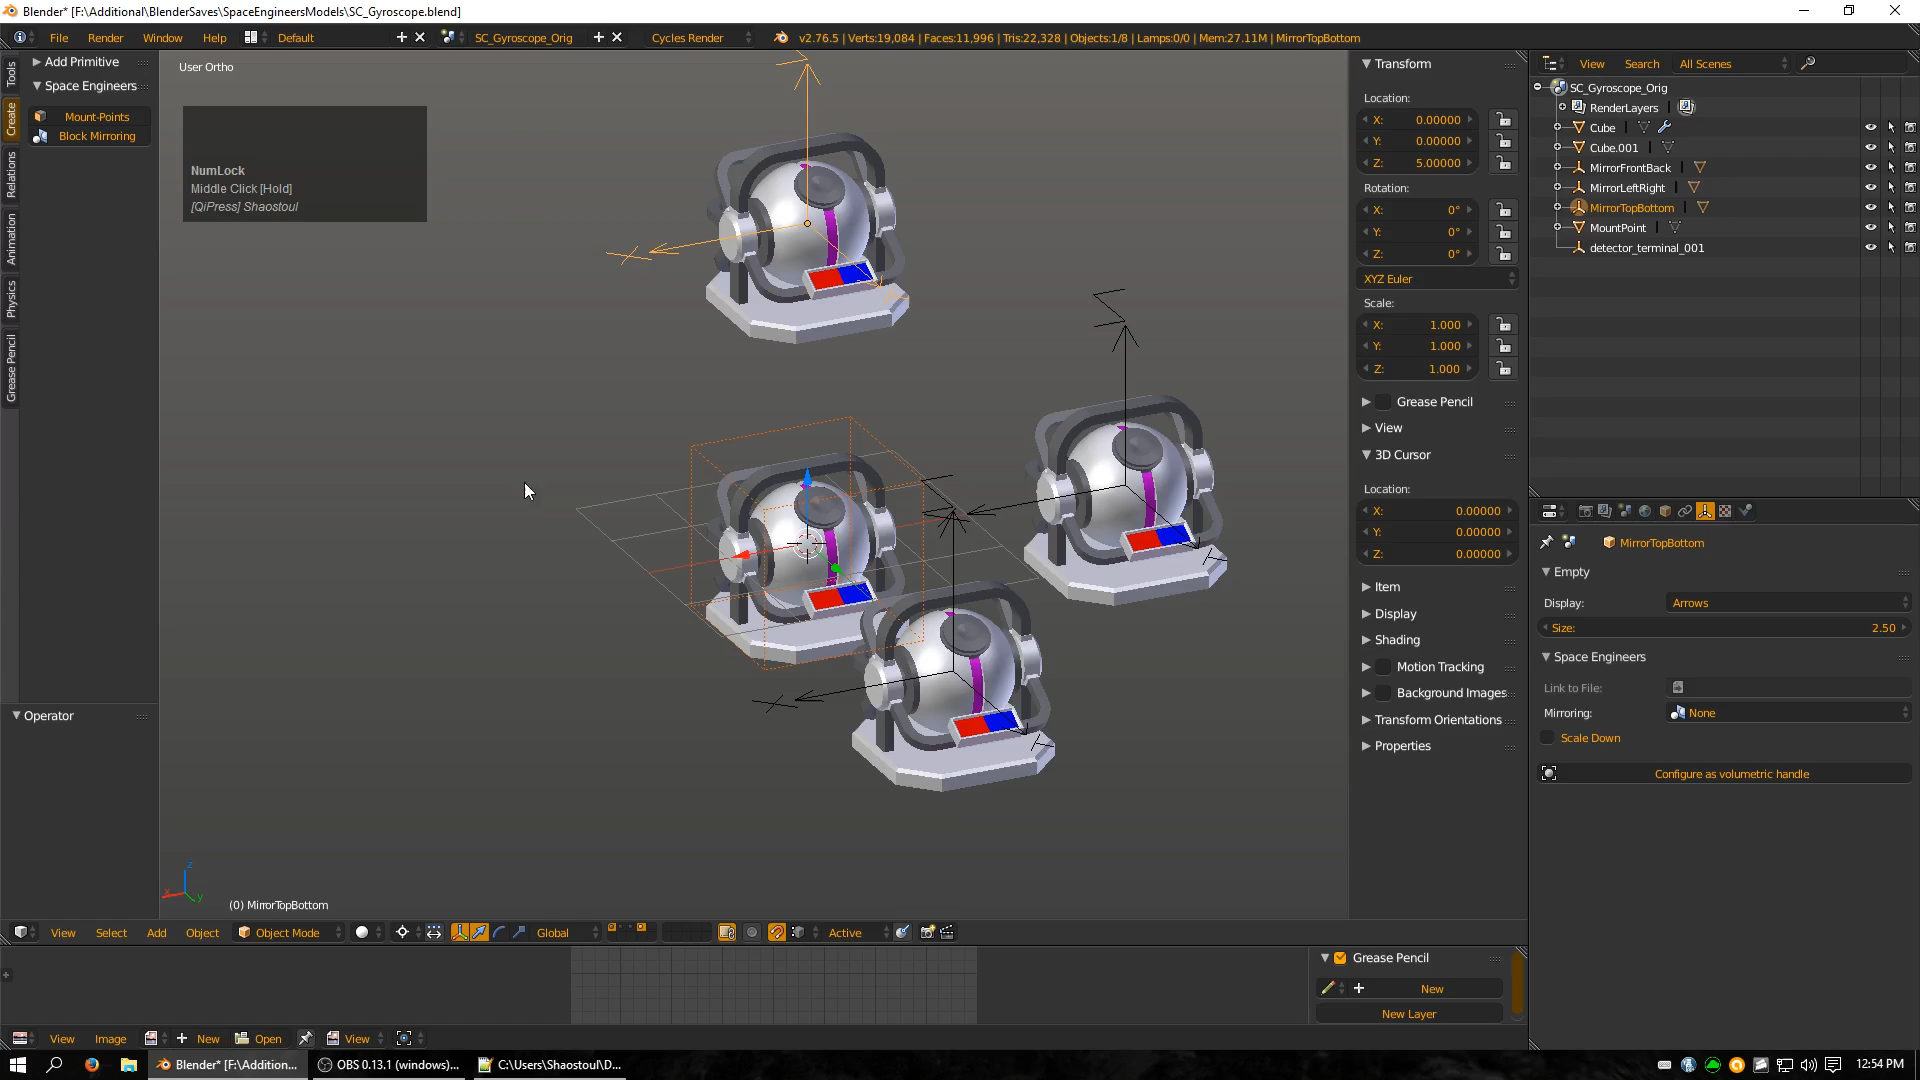 Blender* [F:\Additional\BlenderSaves\SpaceEngineersModels\SC_Gyroscope.blend]
File Render Window Help Default SC_Gyroscope_Orig Cycles Render v2.76.5 | Verts:19,084 | Faces:11,996 | Tris:22,328 | Objects:1/8 | Lamps:0/0 | Mem:27.11M | MirrorTopBottom
Tools
Create
Relations
Animation
Physics
Grease Pencil
Add Primitive
Space Engineers
Mount-Points
Block Mirroring
Operator
User Ortho
NumLock
Middle Click [Hold]
[QiPress] Shaostoul
(0) MirrorTopBottom
Transform
Location:
X: 0.00000
Y: 0.00000
Z: 5.00000
Rotation:
X: 0°
Y: 0°
Z: 0°
XYZ Euler
Scale:
X: 1.000
Y: 1.000
Z: 1.000
Grease Pencil
View
3D Cursor
Location:
X: 0.00000
Y: 0.00000
Z: 0.00000
Item
Display
Shading
Motion Tracking
Background Images
Transform Orientations
Properties
View Search All Scenes
SC_Gyroscope_Orig
RenderLayers
Cube
Cube.001
MirrorFrontBack
MirrorLeftRight
MirrorTopBottom
MountPoint
detector_terminal_001
MirrorTopBottom
Empty
Display: Arrows
Size: 2.50
Space Engineers
Link to File:
Mirroring: None
Scale Down
Configure as volumetric handle
View Select Add Object Object Mode Global Active
Grease Pencil
New
New Layer
View Image New Open View
Blender* [F:\Addition... OBS 0.13.1 (windows)... C:\Users\Shaostoul\D... 12:54 PM